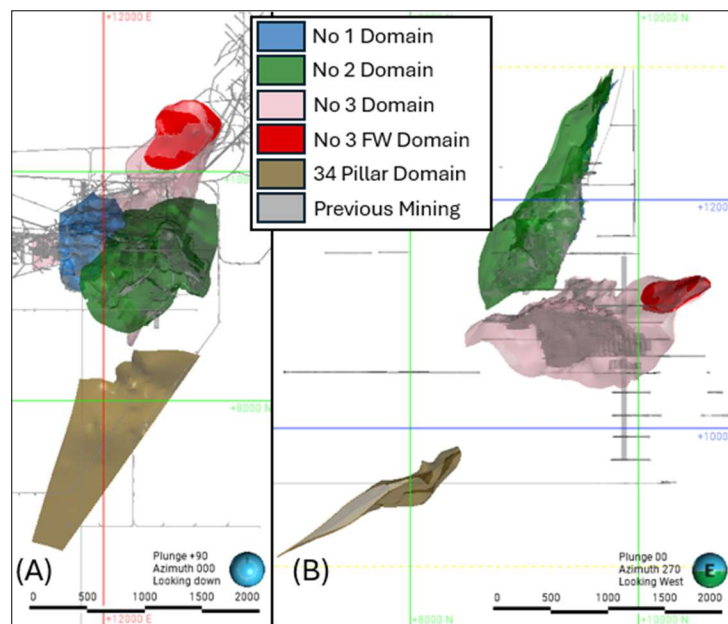 +12000 E
+10000 N
No 1 Domain
No 2 Domain
No 3 Domain
No 3 FW Domain
34 Pillar Domain
Previous Mining
+1200
+8000 N
+1000
(A)
Plunge +90
Azimuth 000
Looking down
0 500 1000 1500 2000
+12000 E
(B)
Plunge 00
Azimuth 270
Looking West
E
0 500 1000 1500 2000
+8000 N
+10000 N